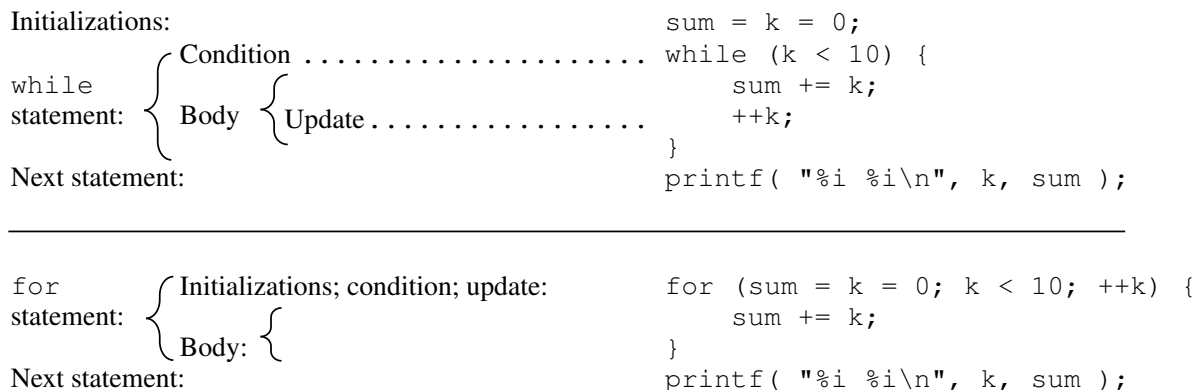 Initializations: sum = k = 0;
Condition ...................... while (k < 10) {
while sum += k;
statement: Body Update ................. ++k;
}
Next statement: printf( "%i %i\n", k, sum );
for Initializations; condition; update: for (sum = k = 0; k < 10; ++k) {
statement: sum += k;
Body: }
Next statement: printf( "%i %i\n", k, sum );